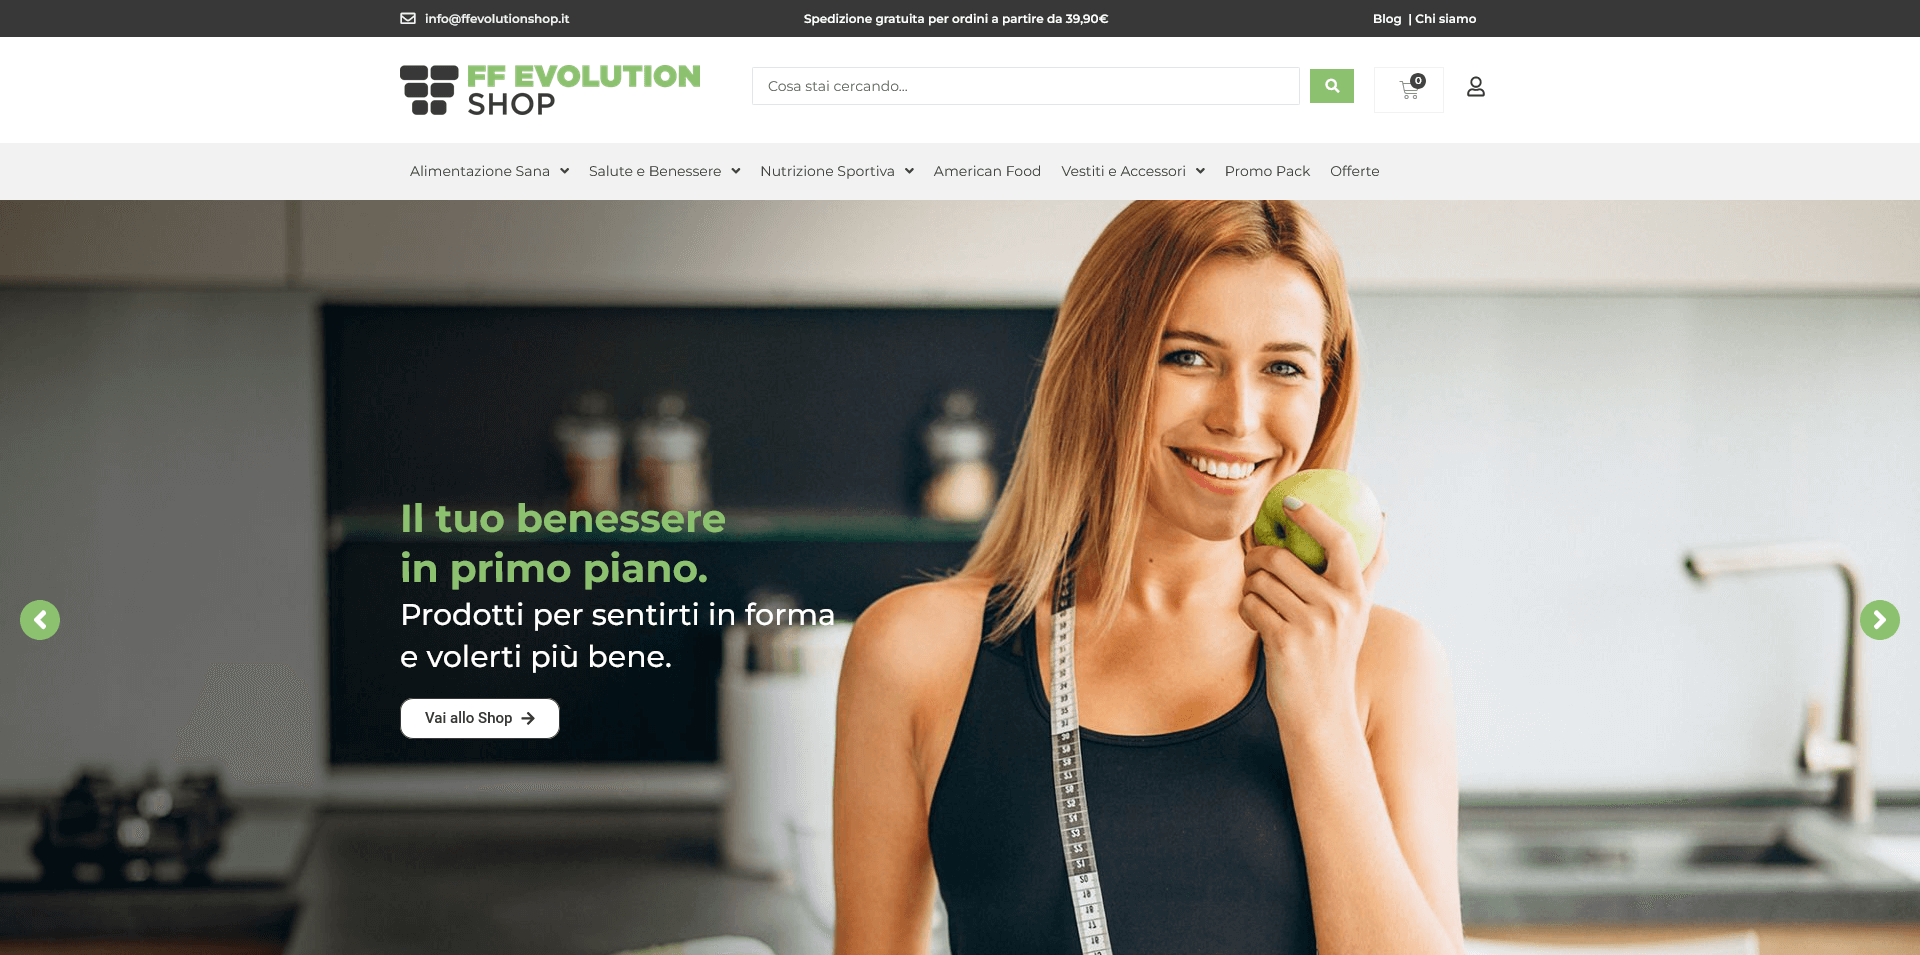 info@ffevolutionshop.it
Spedizione gratuita per ordini a partire da 39,90€
Blog | Chi siamo
FF EVOLUTION
SHOP
Cosa stai cercando...
0
Alimentazione Sana
Salute e Benessere
Nutrizione Sportiva
American Food
Vestiti e Accessori
Promo Pack
Offerte
Il tuo benessere
in primo piano.
Prodotti per sentirti in forma
e volerti più bene.
Vai allo Shop